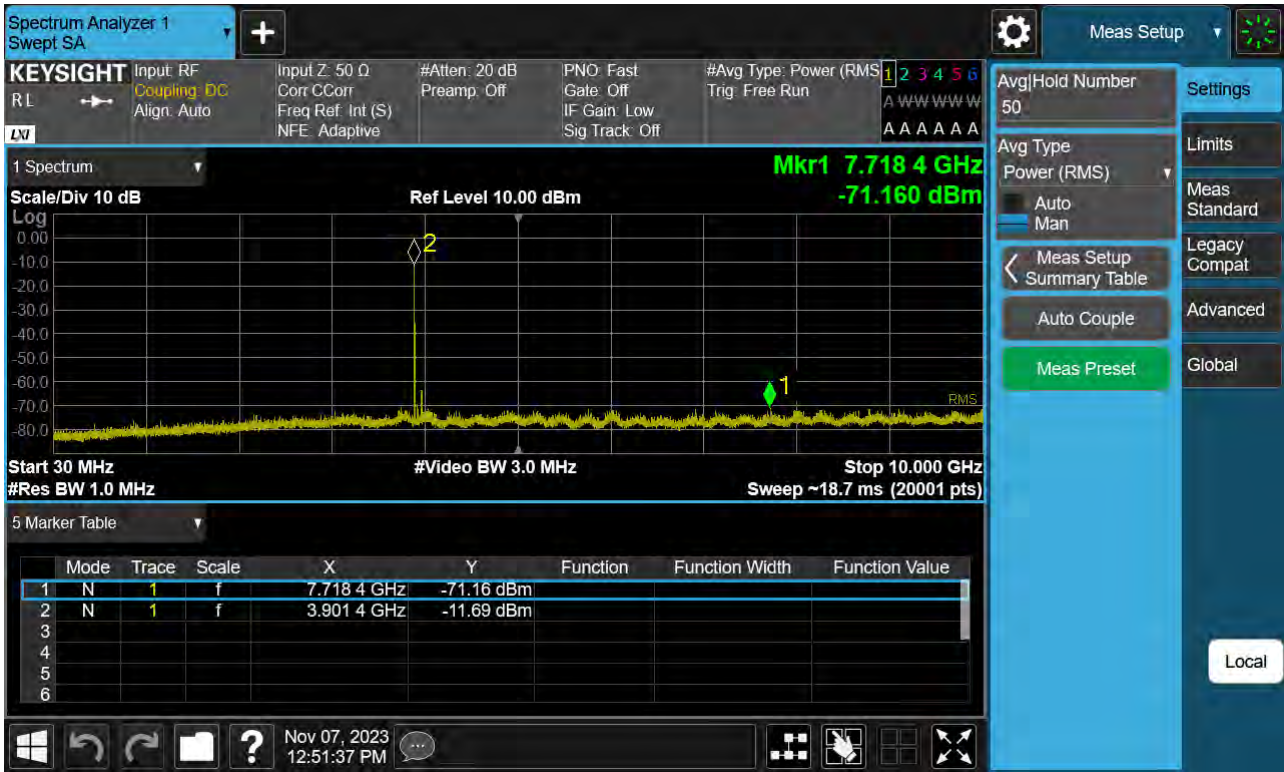 Spectrum Analyzer 1
Swept SA
+
Meas Setup
KEYSIGHT
RL
LXI
Input: RF
Coupling: DC
Align: Auto
Input Z: 50 Ω
Corr CCorr
Freq Ref: Int (S)
NFE: Adaptive
#Atten: 20 dB
Preamp: Off
PNO: Fast
Gate: Off
IF Gain: Low
Sig Track: Off
#Avg Type: Power (RMS
Trig: Free Run
1 2 3 4 5 6
A W W W W W
A A A A A A
1 Spectrum
Scale/Div 10 dB
Ref Level 10.00 dBm
Mkr1 7.718 4 GHz
-71.160 dBm
Log
0.00
-10.0
-20.0
-30.0
-40.0
-50.0
-60.0
-70.0
-80.0
2
1
RMS
Start 30 MHz
#Video BW 3.0 MHz
Stop 10.000 GHz
#Res BW 1.0 MHz
Sweep ~18.7 ms (20001 pts)
5 Marker Table
Mode Trace Scale X Y Function Function Width Function Value
1 N 1 f 7.718 4 GHz -71.16 dBm
2 N 1 f 3.901 4 GHz -11.69 dBm
3
4
5
6
Avg|Hold Number
50
Avg Type
Power (RMS)
Auto
Man
Meas Setup
Summary Table
Auto Couple
Meas Preset
Settings
Limits
Meas
Standard
Legacy
Compat
Advanced
Global
Local
?
Nov 07, 2023
12:51:37 PM